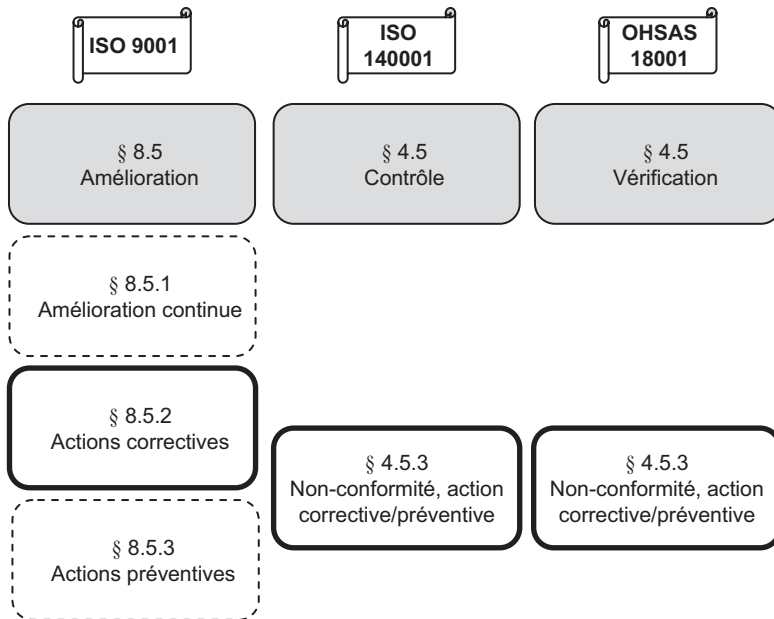 ISO 9001
ISO
140001
OHSAS
18001
§ 8.5
Amélioration
§ 4.5
Contrôle
§ 4.5
Vérification
§ 8.5.1
Amélioration continue
§ 8.5.2
Actions correctives
§ 4.5.3
Non-conformité, action
corrective/préventive
§ 4.5.3
Non-conformité, action
corrective/préventive
§ 8.5.3
Actions préventives